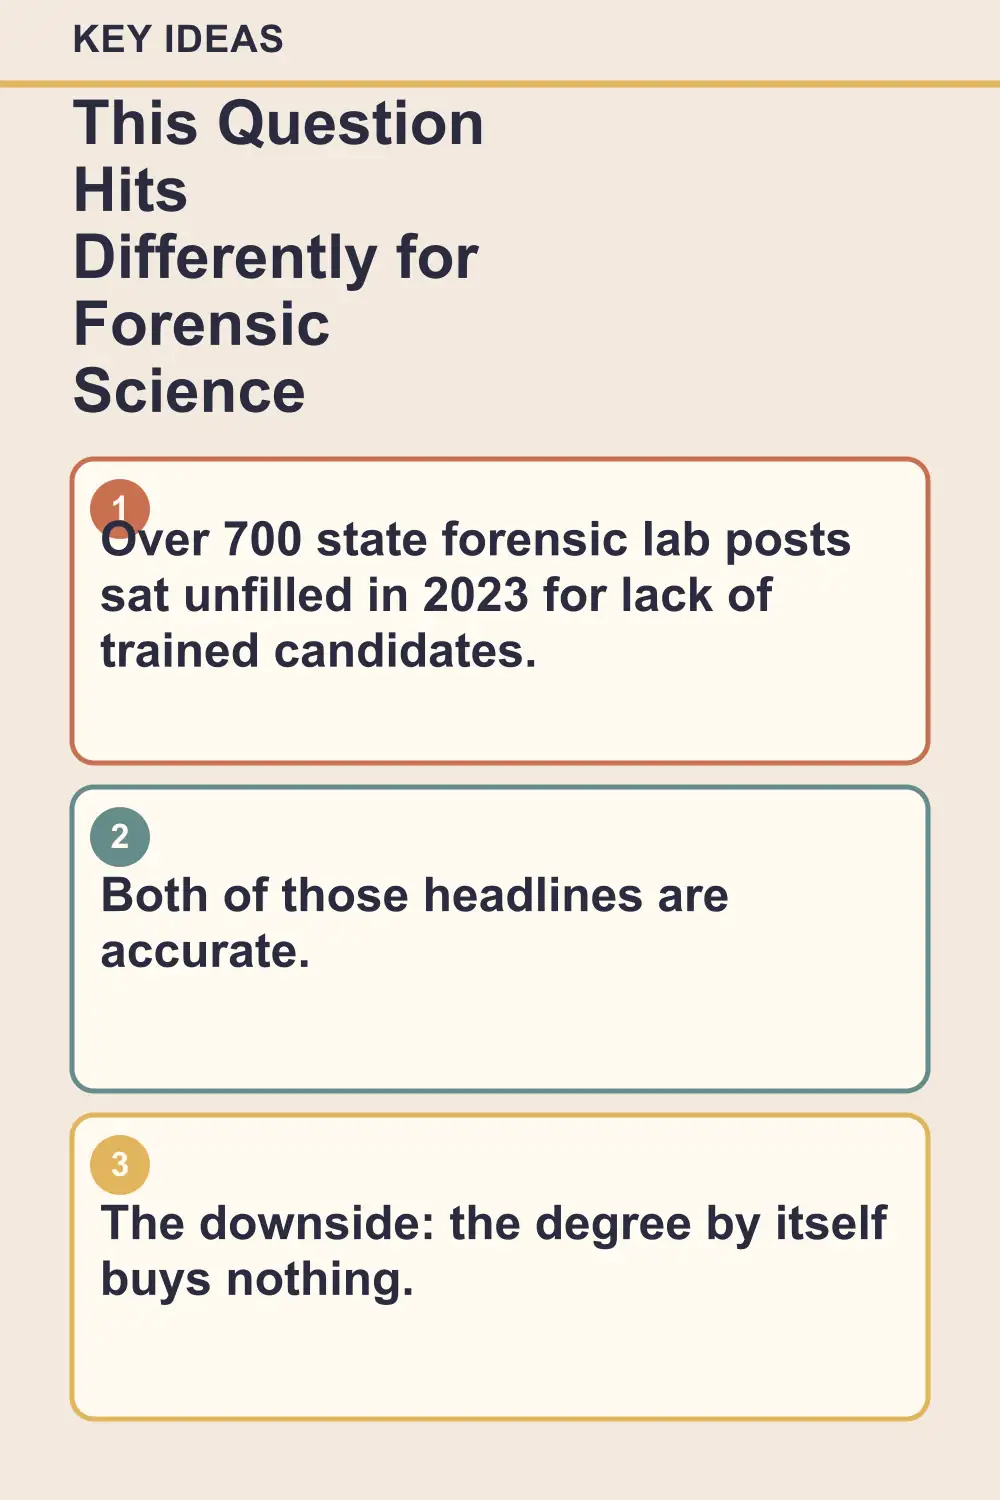 KEY IDEAS
This Question
Hits
Differently for
Forensic
Science
1
Over 700 state forensic lab posts
sat unfilled in 2023 for lack of
trained candidates.
2
Both of those headlines are
accurate.
3
The downside: the degree by itself
buys nothing.